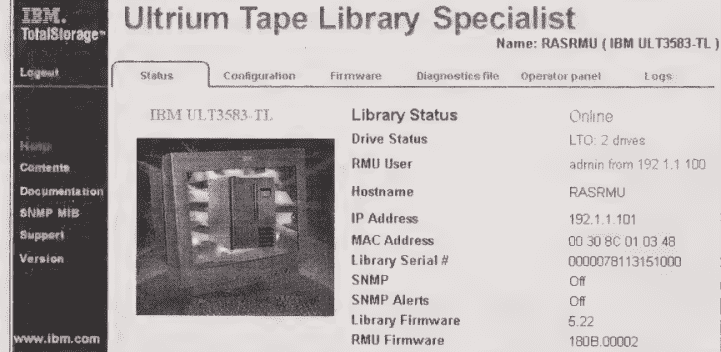 IBM.
TotalStorage™
Ultrium Tape Library Specialist
Name: RASRMU ( IBM ULT3583-TL )
Logout
Status
Configuration
Firmware
Diagnostics file
Operator panel
Logs
Help
Contents
Documentation
SNMP MIB
Support
Version
www.ibm.com
IBM ULT3583-TL
Library Status Online
Drive Status LTO: 2 drives
RMU User admin from 192.1.1.100
Hostname RASRMU
IP Address 192.1.1.101
MAC Address 00 30 8C 01 03 48
Library Serial # 0000078113151000
SNMP Off
SNMP Alerts Off
Library Firmware 5.22
RMU Firmware 180B.00002